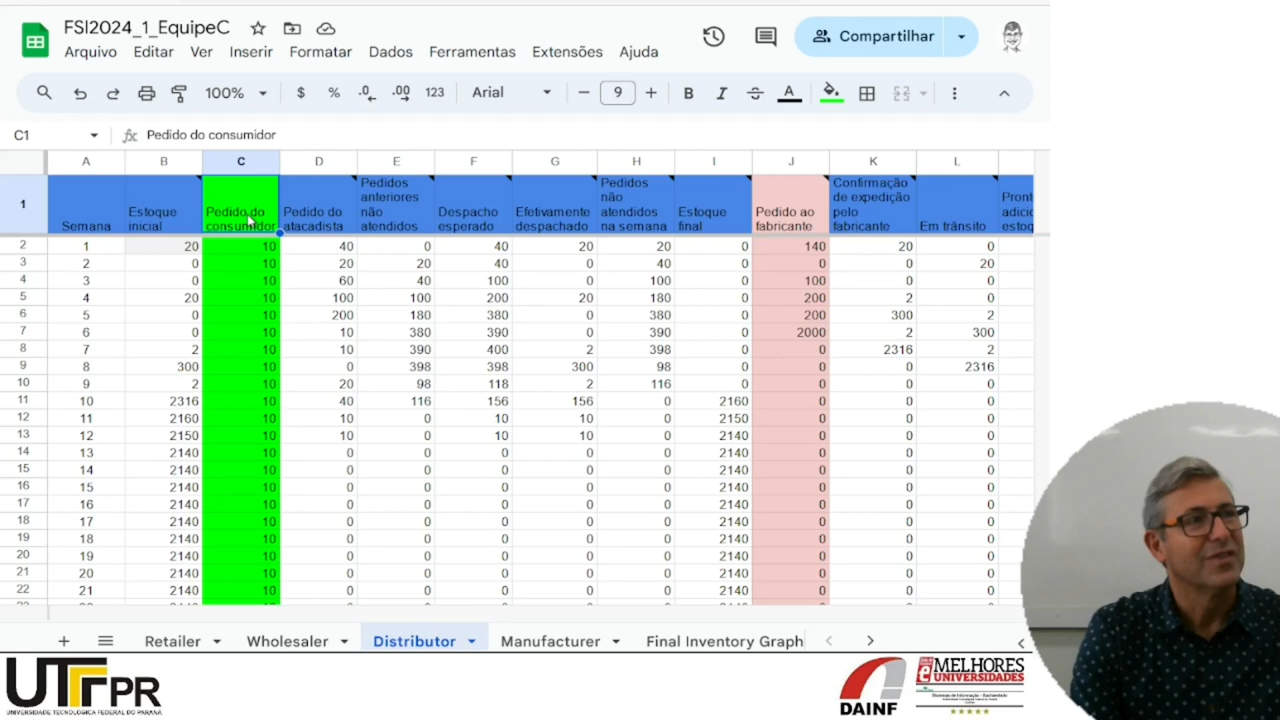 FSI2024_1_EquipeC
Arquivo Editar Ver Inserir Formatar Dados Ferramentas Extensões Ajuda
Compartilhar
100% $ % .0 .00 123 Arial 9 B I A
C1 fx Pedido do consumidor
A B C D E F G H I J K L
1 Semana Estoque inicial Pedido do consumidor Pedido do atacadista Pedidos anteriores não atendidos Despacho esperado Efetivamente despachado Pedidos não atendidos na semana Estoque final Pedido ao fabricante Confirmação de expedição pelo fabricante Em trânsito
2 1 20 10 40 0 40 20 20 0 140 20 0
3 2 0 10 20 20 40 0 40 0 0 0 20
4 3 0 10 60 40 100 0 100 0 100 0 0
5 4 20 10 100 100 200 20 180 0 200 2 0
6 5 0 10 200 180 380 0 380 0 200 300 2
7 6 0 10 10 380 390 0 390 0 2000 2 300
8 7 2 10 10 390 400 2 398 0 0 2316 2
9 8 300 10 0 398 398 300 98 0 0 0 2316
10 9 2 10 20 98 118 2 116 0 0 0 0
11 10 2316 10 40 116 156 156 0 2160 0 0 0
12 11 2160 10 10 0 10 10 0 2150 0 0 0
13 12 2150 10 10 0 10 10 0 2140 0 0 0
14 13 2140 10 0 0 0 0 0 2140 0 0 0
15 14 2140 10 0 0 0 0 0 2140 0 0 0
16 15 2140 10 0 0 0 0 0 2140 0 0 0
17 16 2140 10 0 0 0 0 0 2140 0 0 0
18 17 2140 10 0 0 0 0 0 2140 0 0 0
19 18 2140 10 0 0 0 0 0 2140 0 0 0
20 19 2140 10 0 0 0 0 0 2140 0 0 0
21 20 2140 10 0 0 0 0 0 2140 0 0 0
22 21 2140 10 0 0 0 0 0 2140 0 0 0
Retailer Wholesaler Distributor Manufacturer Final Inventory Graph
UTFPR
UNIVERSIDADE TECNOLÓGICA FEDERAL DO PARANÁ
DAINF
MELHORES
UNIVERSIDADES
Sistemas de Informação - Bacharelado